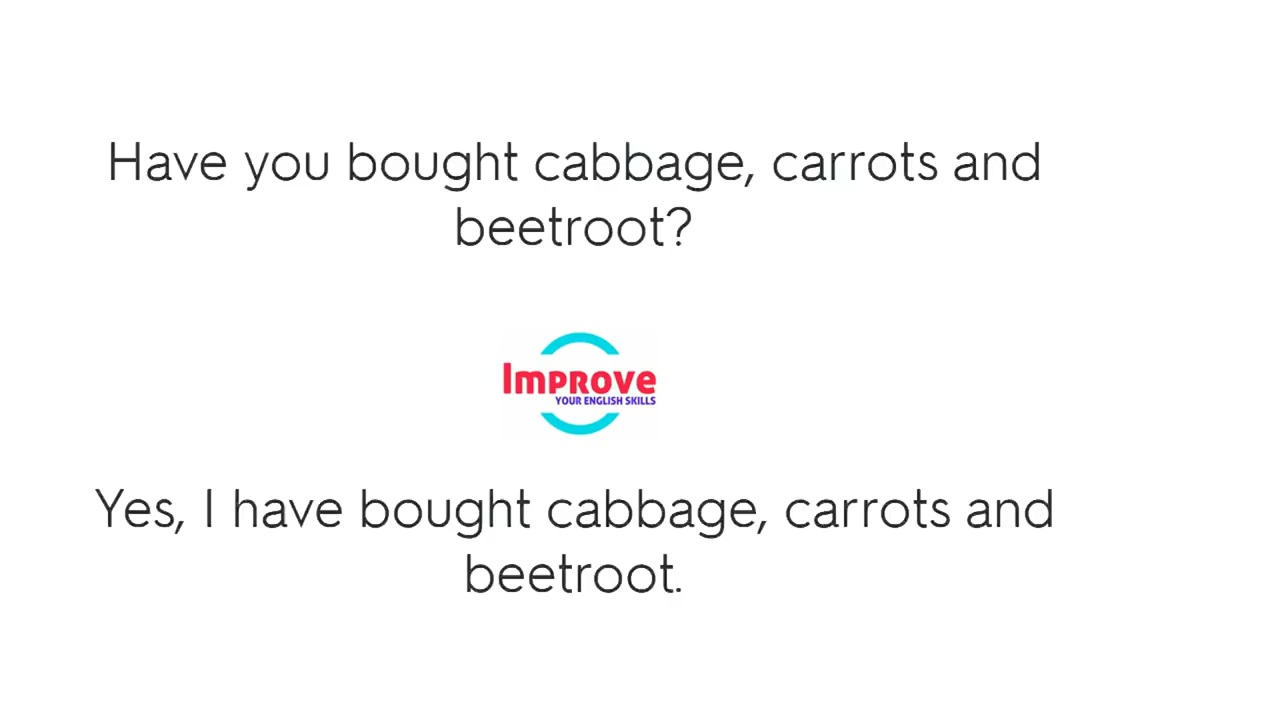 Have you bought cabbage, carrots and
beetroot?
Improve
YOUR ENGLISH SKILLS
Yes, I have bought cabbage, carrots and
beetroot.